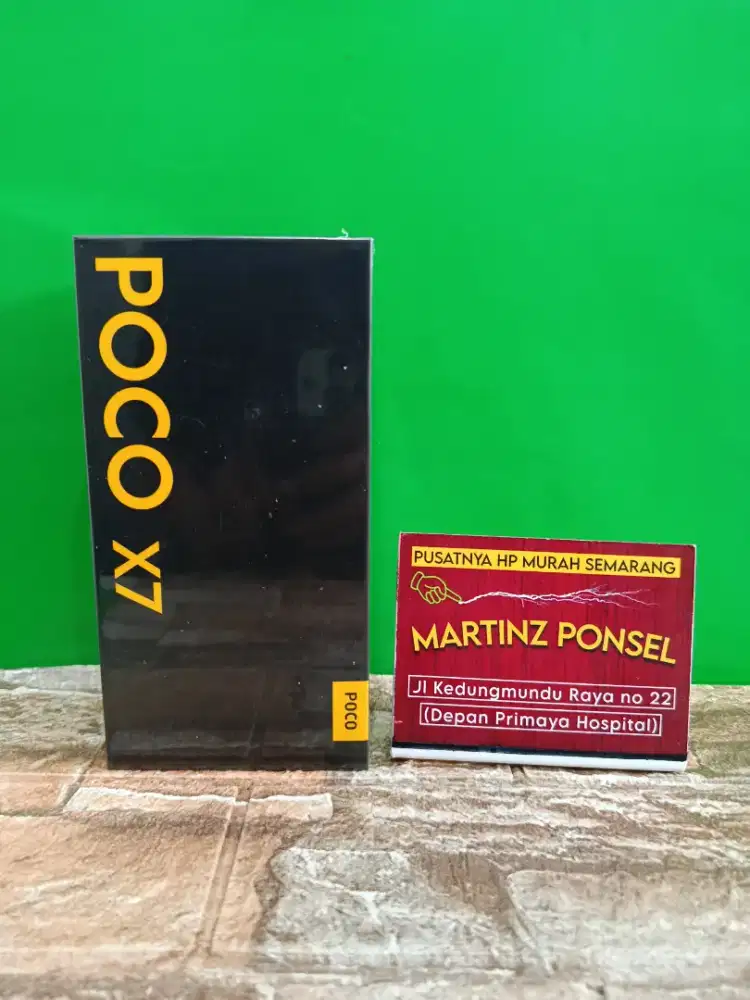 POCO X7
POCO
PUSATNYA HP MURAH SEMARANG
MARTINZ PONSEL
Jl Kedungmundu Raya no 22
(Depan Primaya Hospital)